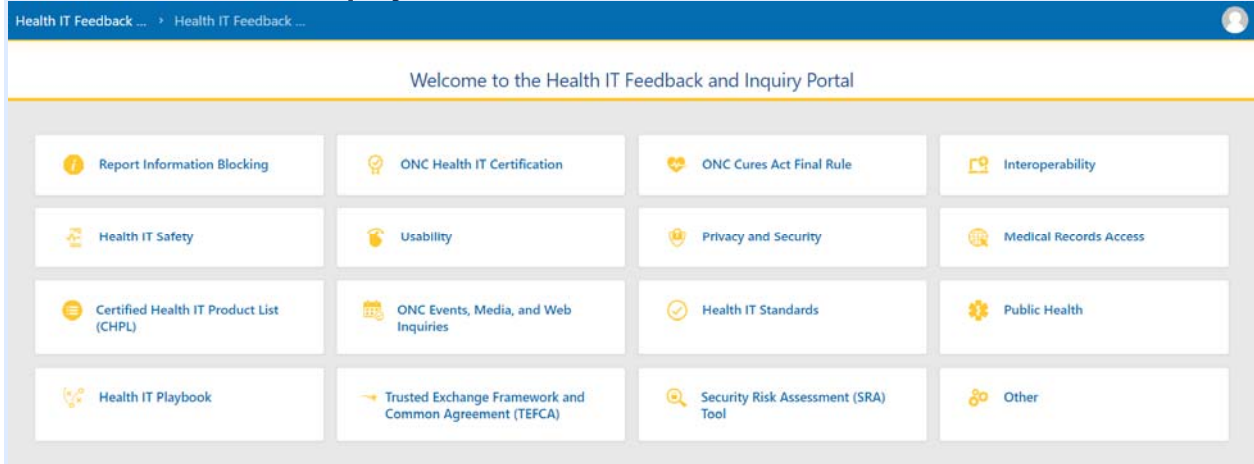 Health IT Feedback ... › Health IT Feedback ...
Welcome to the Health IT Feedback and Inquiry Portal
Report Information Blocking
ONC Health IT Certification
ONC Cures Act Final Rule
Interoperability
Health IT Safety
Usability
Privacy and Security
Medical Records Access
Certified Health IT Product List
(CHPL)
ONC Events, Media, and Web
Inquiries
Health IT Standards
Public Health
Health IT Playbook
Trusted Exchange Framework and
Common Agreement (TEFCA)
Security Risk Assessment (SRA)
Tool
Other